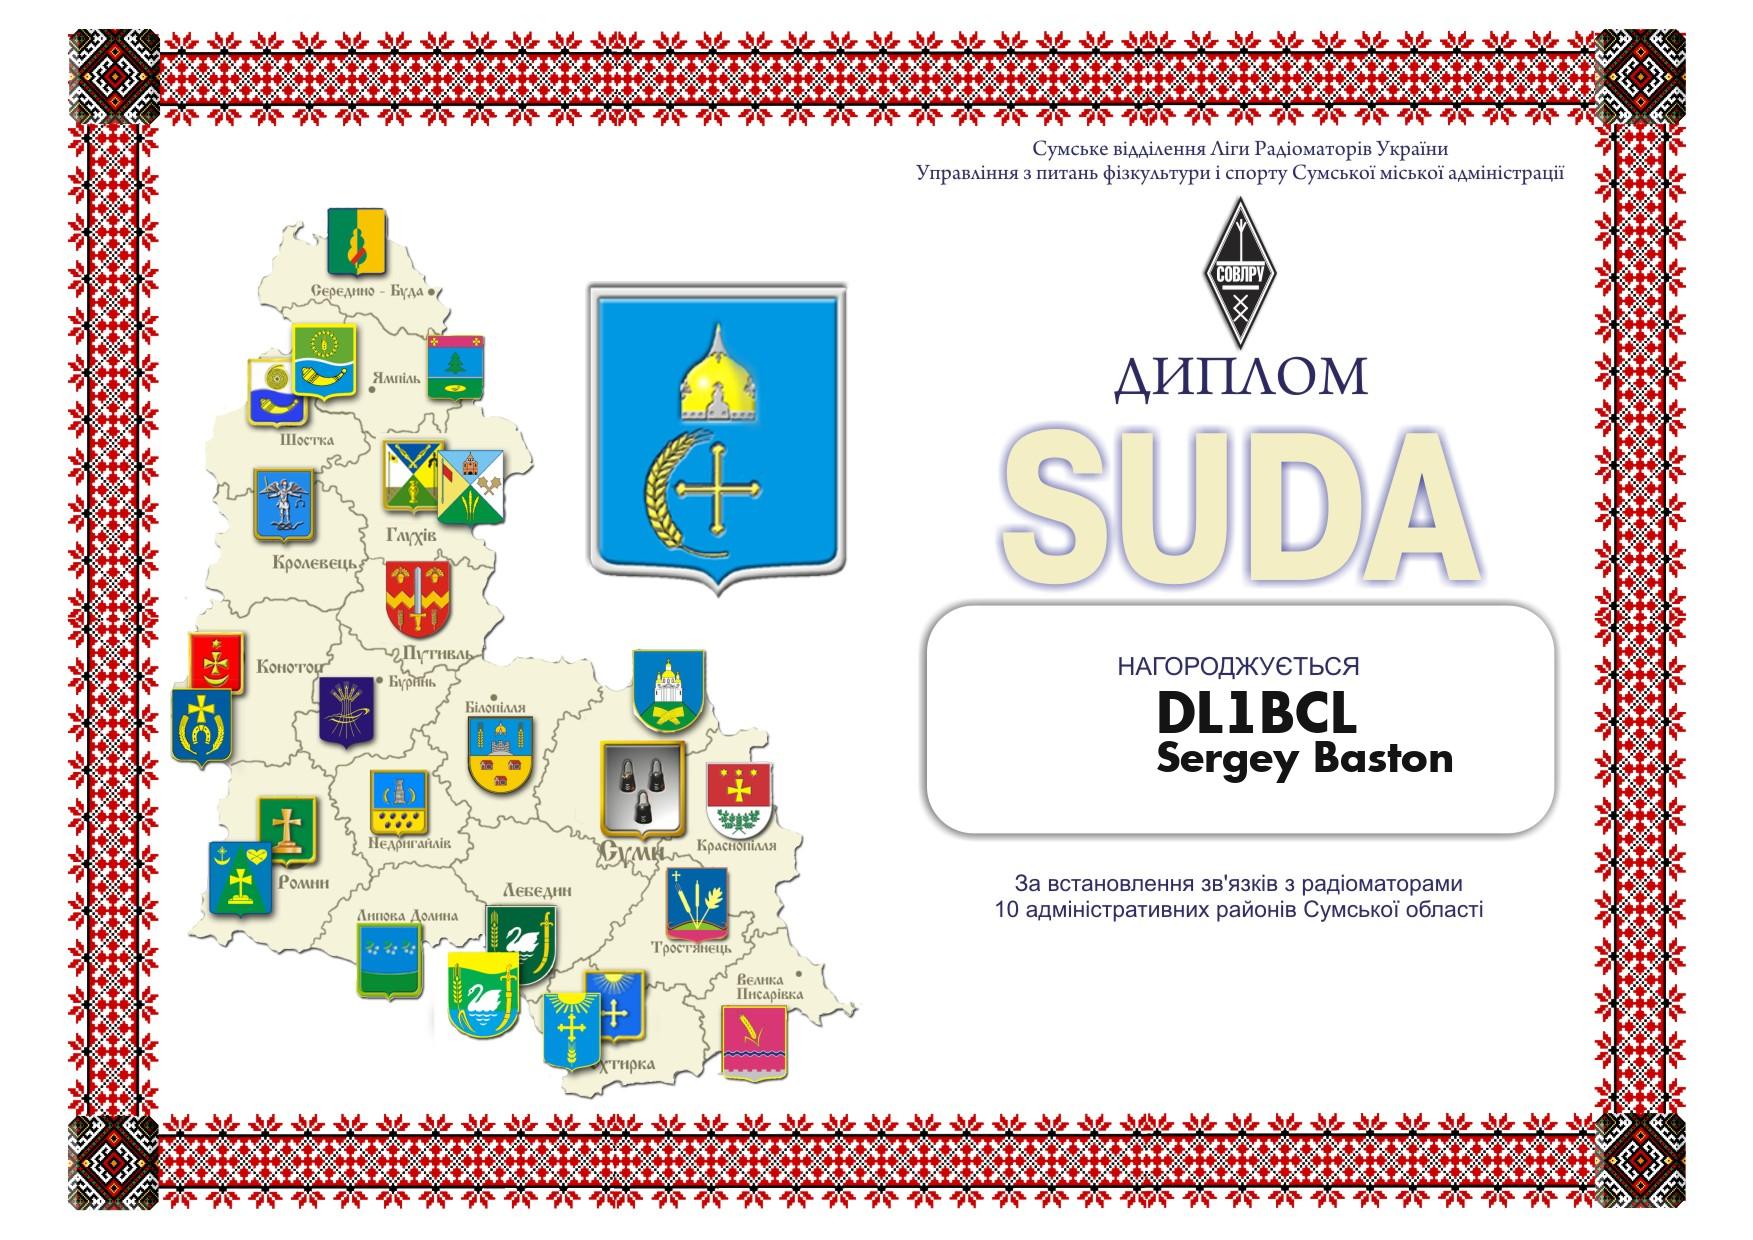 Сумське відділення Ліги Радіоматорів України
Управління з питань фізкультури і спорту Сумської міської адміністрації
СОВЛРУ
ДИПЛОМ
SUDA
НАГОРОДЖУЄТЬСЯ
DL1BCL
Sergey Baston
За встановлення зв'язків з радіоматорами
10 адміністративних районів Сумської області
Середино - Буда
Ямпіль
Шостка
Глухів
Кролевець
Путивль
Конотоп
Буринь
Білопілля
Недригайлів
Суми
Краснопілля
Ромни
Лебедин
Липова Долина
Тростянець
Велика
Писарівка
хтирка